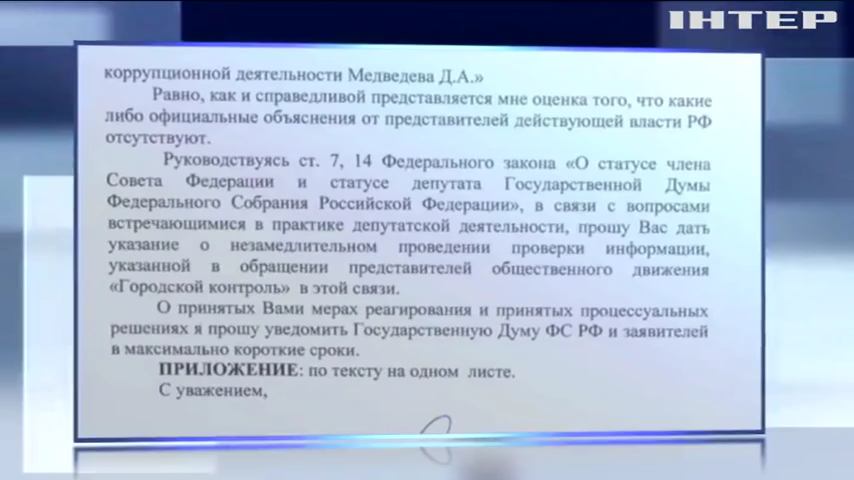 ІНТЕР
коррупционной деятельности Медведева Д.А.»
Равно, как и справедливой представляется мне оценка того, что какие
либо официальные объяснения от представителей действующей власти РФ
отсутствуют.
Руководствуясь ст. 7, 14 Федерального закона «О статусе члена
Совета Федерации и статусе депутата Государственной Думы
Федерального Собрания Российской Федерации», в связи с вопросами
встречающимися в практике депутатской деятельности, прошу Вас дать
указание о незамедлительном проведении проверки информации,
указанной в обращении представителей общественного движения
«Городской контроль» в этой связи.
О принятых Вами мерах реагирования и принятых процессуальных
решениях я прошу уведомить Государственную Думу ФС РФ и заявителей
в максимально короткие сроки.
ПРИЛОЖЕНИЕ: по тексту на одном листе.
С уважением,